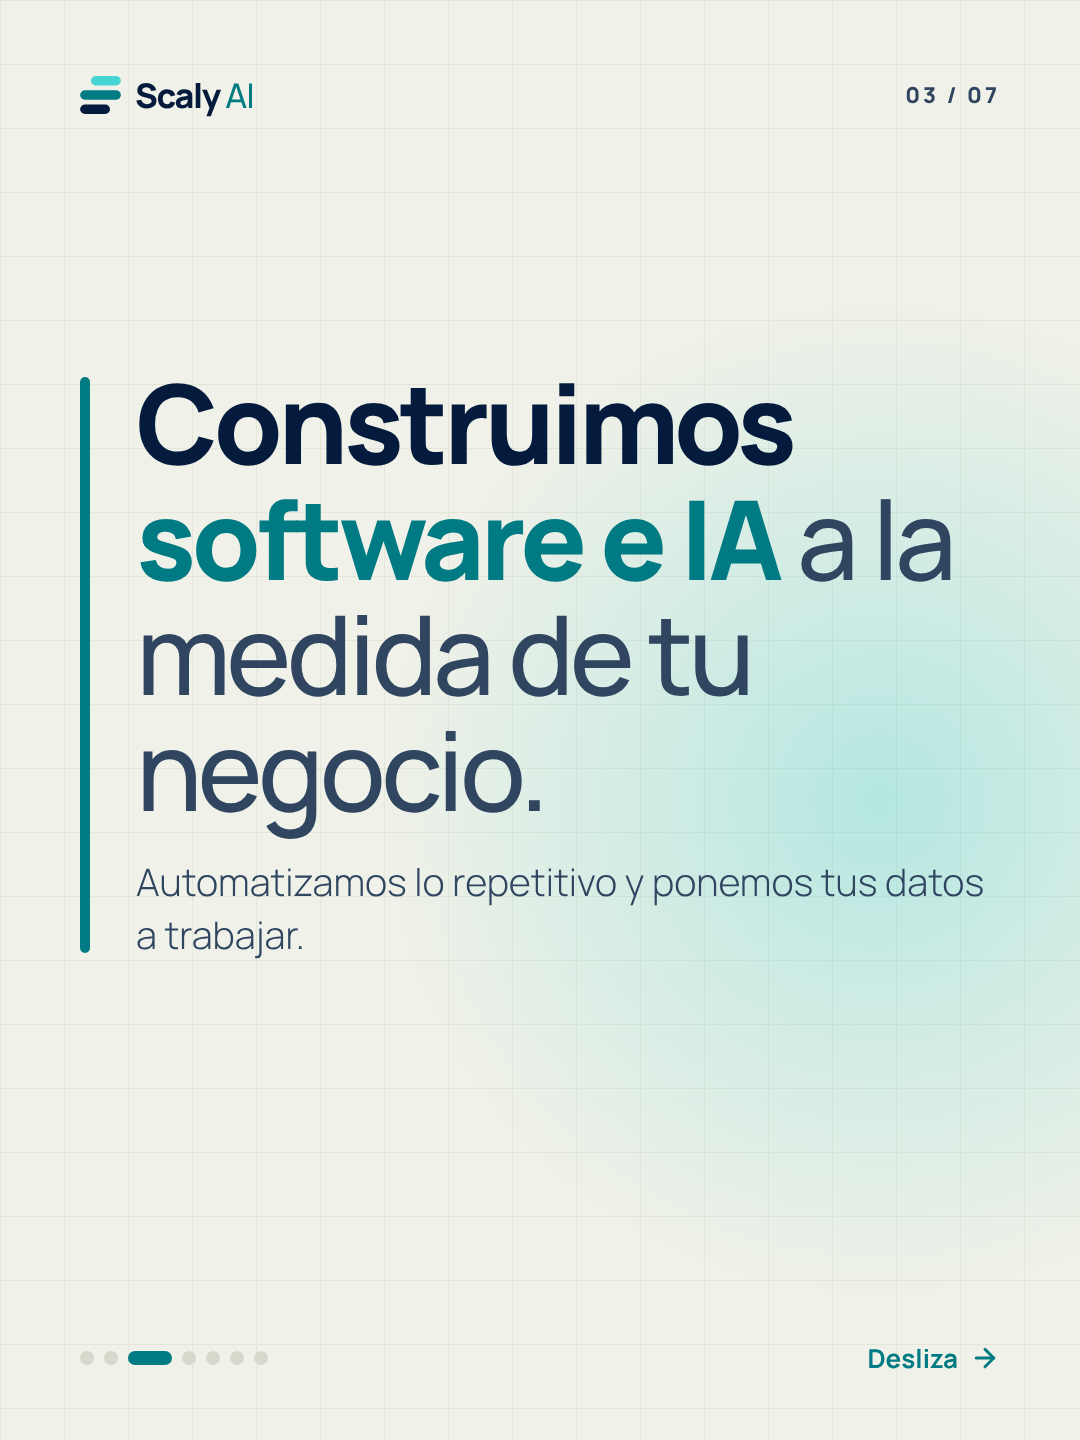 Scaly AI
03 / 07
Construimos
software e IA a la
medida de tu
negocio.
Automatizamos lo repetitivo y ponemos tus datos
a trabajar.
Desliza →